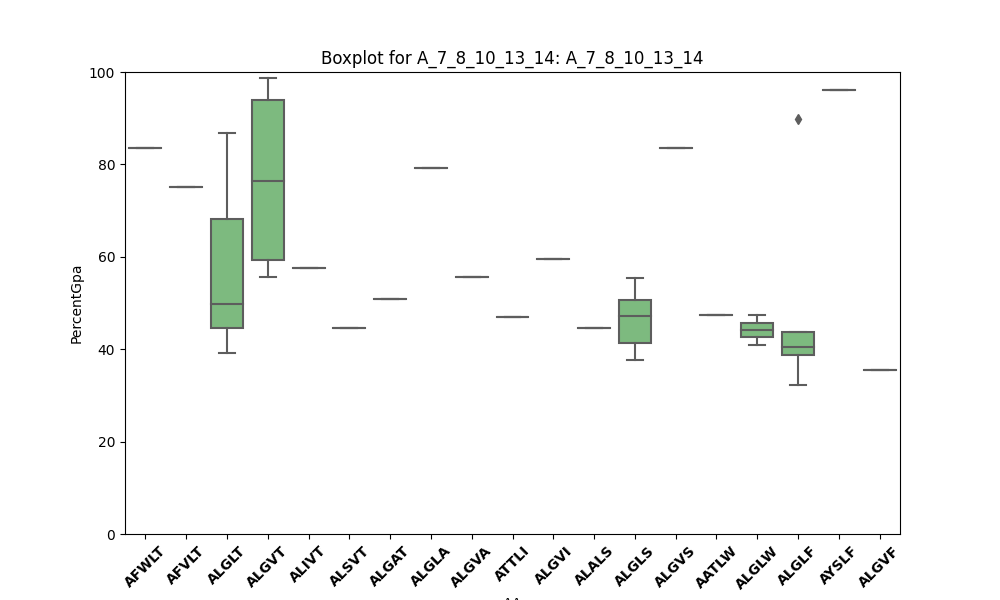 Boxplot for A_7_8_10_13_14: A_7_8_10_13_14
PercentGpa
100
80
60
40
20
0
AFWLT
AFVLT
ALGLT
ALGVT
ALIVT
ALSVT
ALGAT
ALGLA
ALGVA
ATTLI
ALGVI
ALALS
ALGLS
ALGVS
AATLW
ALGLW
ALGLF
AYSLF
ALGVF